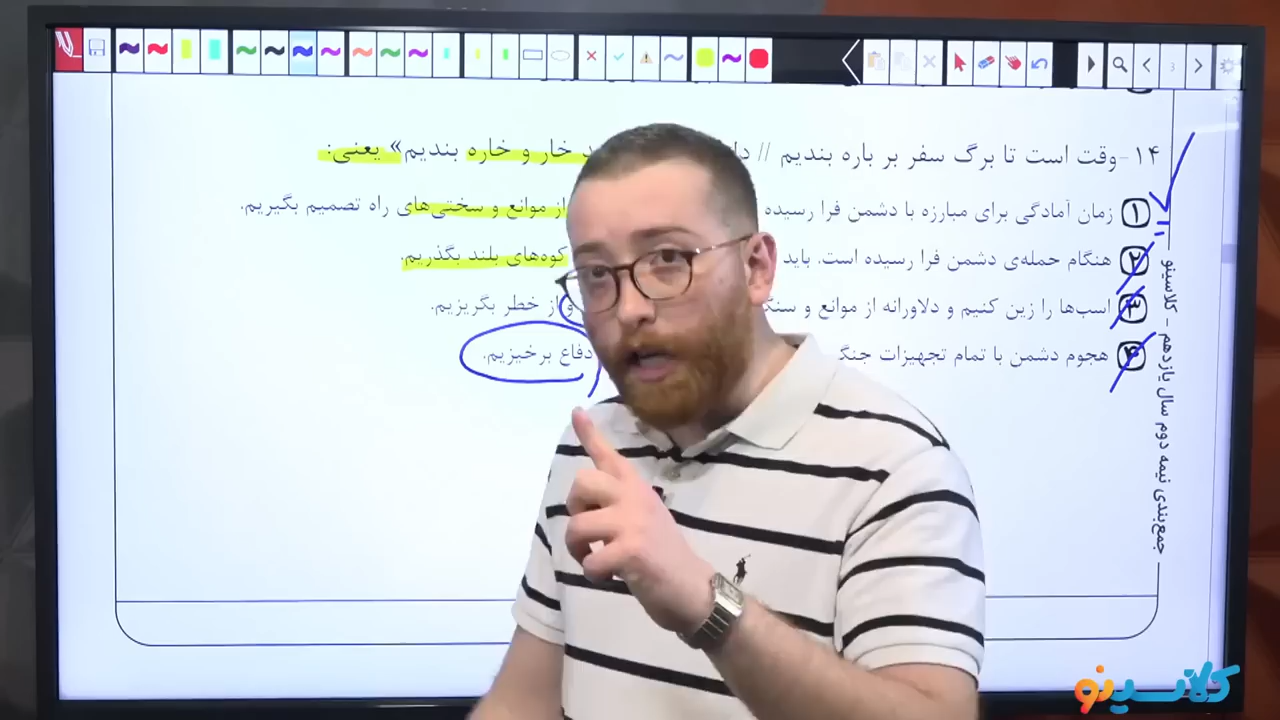 ۱۴-وقت است تا برگ سفر بر باره بندیم // خار و خاره بندیم» یعنی:
۱ زمان آمادگی برای مبارزه با دشمن فرا رسیده از موانع و سختی‌های راه تصمیم بگیریم.
۲ هنگام حمله‌ی دشمن فرا رسیده است. باید کوه‌های بلند بگذریم.
۳ اسب‌ها را زین کنیم و دلاورانه از موانع و و از خطر بگریزیم.
۴ هجوم دشمن با تمام تجهیزات دفاع برخیزیم.
جمع‌بندی نیمه دوم سال یازدهم - کلاسینو
کلاسینو